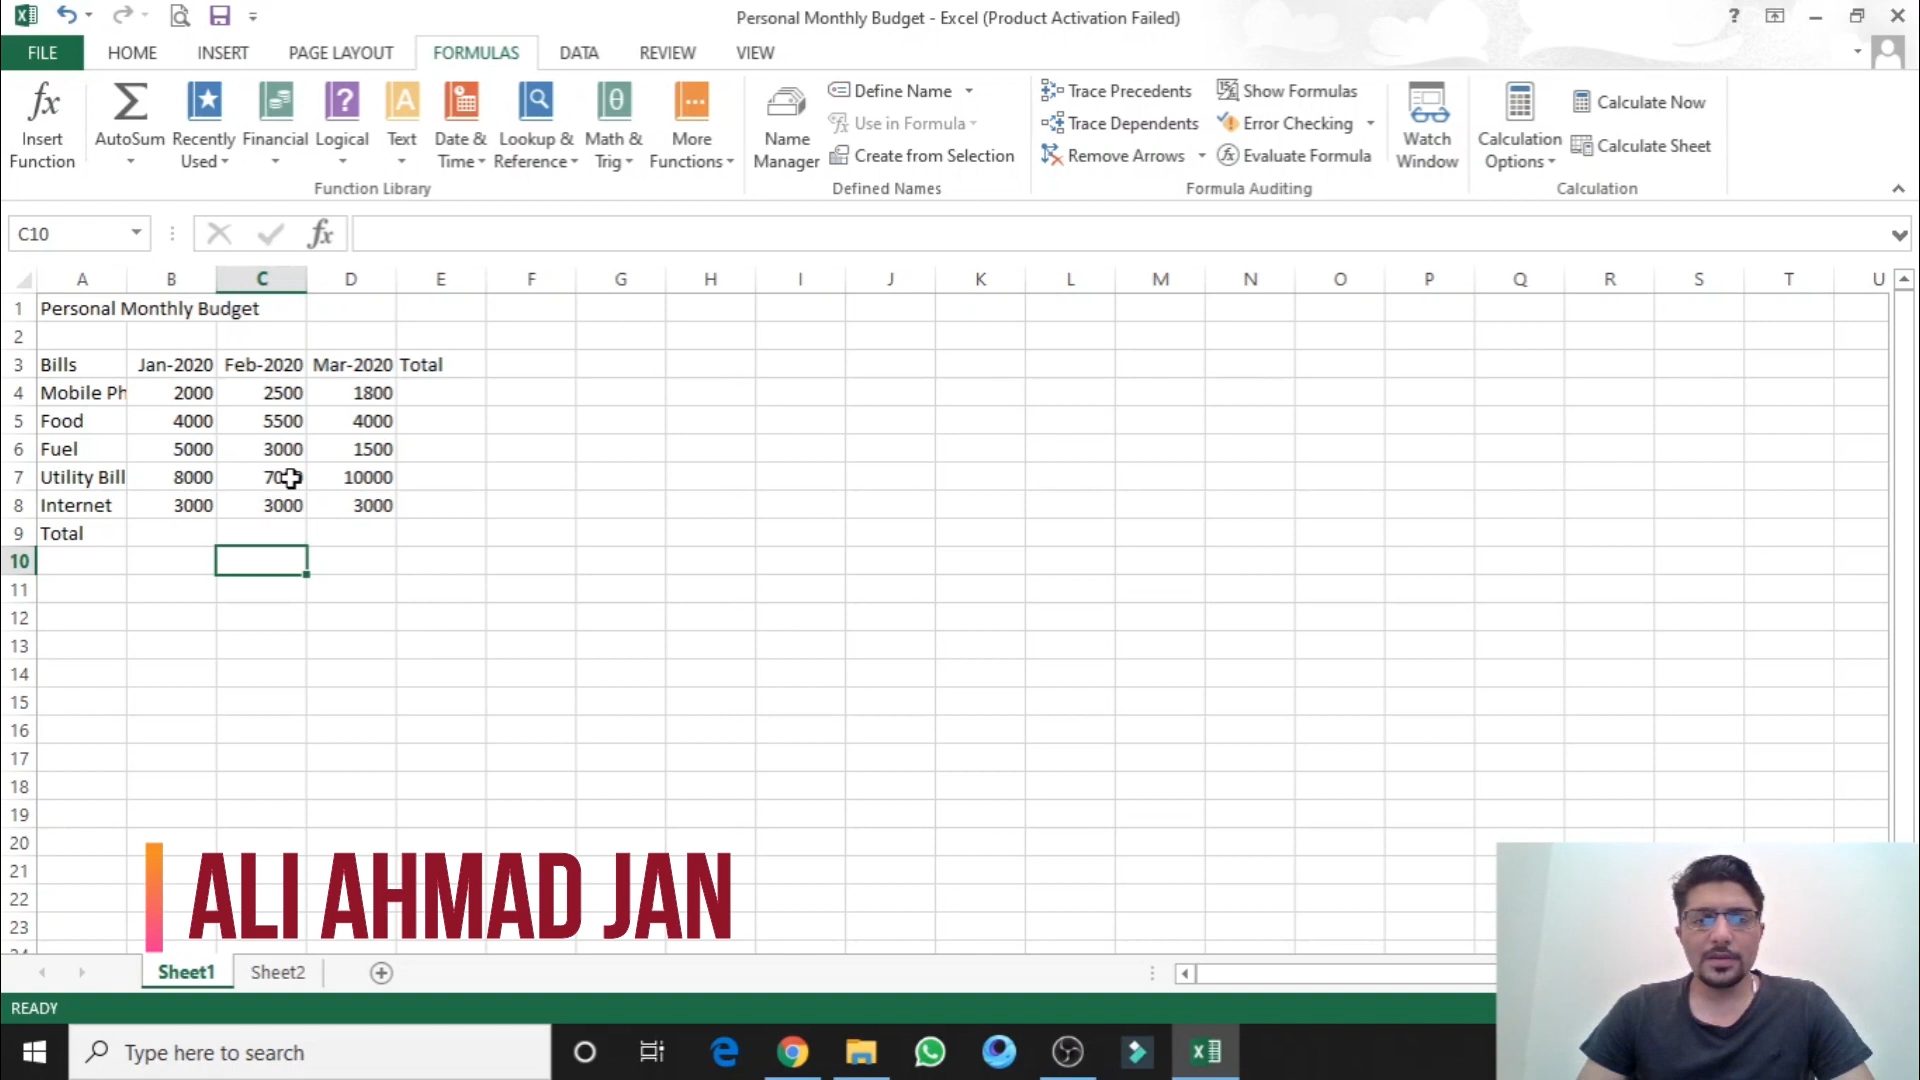 Personal Monthly Budget - Excel (Product Activation Failed)
?
FILE HOME INSERT PAGE LAYOUT FORMULAS DATA REVIEW VIEW
Insert Function
AutoSum
Recently Used
Financial
Logical
Text
Date & Time
Lookup & Reference
Math & Trig
More Functions
Function Library
Name Manager
Define Name
Use in Formula
Create from Selection
Defined Names
Trace Precedents
Trace Dependents
Remove Arrows
Show Formulas
Error Checking
Evaluate Formula
Formula Auditing
Watch Window
Calculation Options
Calculate Now
Calculate Sheet
Calculation
C10
fx
A B C D E F G H I J K L M N O P Q R S T U
1 Personal Monthly Budget
2
3 Bills Jan-2020 Feb-2020 Mar-2020 Total
4 Mobile Ph 2000 2500 1800
5 Food 4000 5500 4000
6 Fuel 5000 3000 1500
7 Utility Bill 8000 70 10000
8 Internet 3000 3000 3000
9 Total
10
11
12
13
14
15
16
17
18
19
20
21
22
23
ALI AHMAD JAN
Sheet1 Sheet2
READY
Type here to search